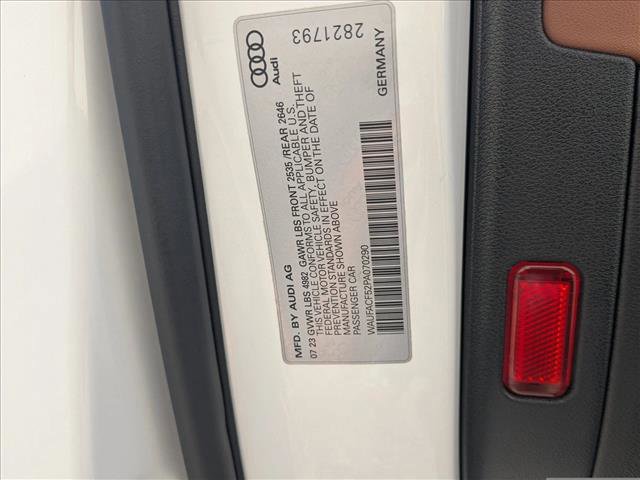 MFD. BY AUDI AG
07 23 GVWR LBS 4982 GAWR LBS FRONT 2535 /REAR 2646
THIS VEHICLE CONFORMS TO ALL APPLICABLE U.S.
FEDERAL MOTOR VEHICLE SAFETY, BUMPER AND THEFT
PREVENTION STANDARDS IN EFFECT ON THE DATE OF
MANUFACTURE SHOWN ABOVE
PASSENGER CAR
WAUFACF52PA070290
Audi
2821793
GERMANY